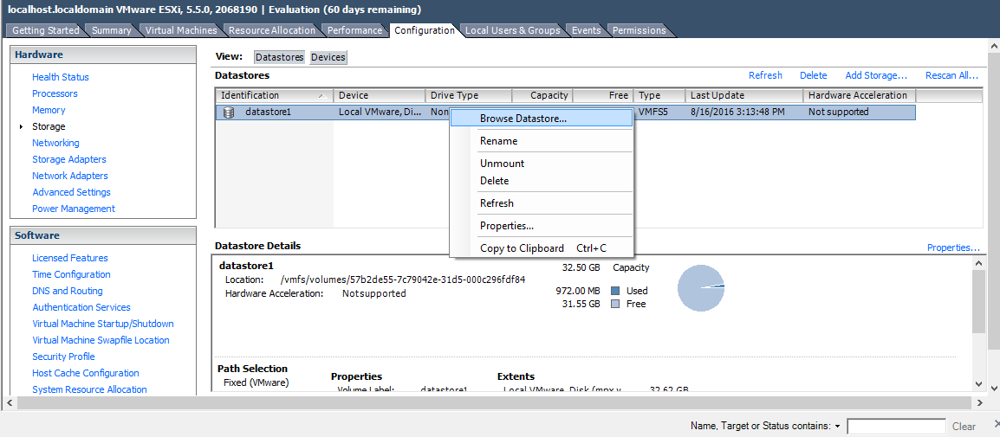 localhost.localdomain VMware ESXi, 5.5.0, 2068190 | Evaluation (60 days remaining)
Getting Started Summary Virtual Machines Resource Allocation Performance Configuration Local Users & Groups Events Permissions
Hardware
Health Status
Processors
Memory
Storage
Networking
Storage Adapters
Network Adapters
Advanced Settings
Power Management
Software
Licensed Features
Time Configuration
DNS and Routing
Authentication Services
Virtual Machine Startup/Shutdown
Virtual Machine Swapfile Location
Security Profile
Host Cache Configuration
System Resource Allocation
View: Datastores Devices
Datastores Refresh Delete Add Storage... Rescan All...
Identification Device Drive Type Capacity Free Type Last Update Hardware Acceleration
datastore1 Local VMware, Di... Non VMFS5 8/16/2016 3:13:48 PM Not supported
Browse Datastore...
Rename
Unmount
Delete
Refresh
Properties...
Copy to Clipboard Ctrl+C
Datastore Details Properties...
datastore1 32.50 GB Capacity
Location: /vmfs/volumes/57b2de55-7c79042e-31d5-000c296fdf84
Hardware Acceleration: Not supported
972.00 MB Used
31.55 GB Free
Path Selection
Fixed (VMware)
Properties
Volume Label: datastore1
Extents
Local VMware, Disk (mpx.v 32.62 GB
Name, Target or Status contains: Clear